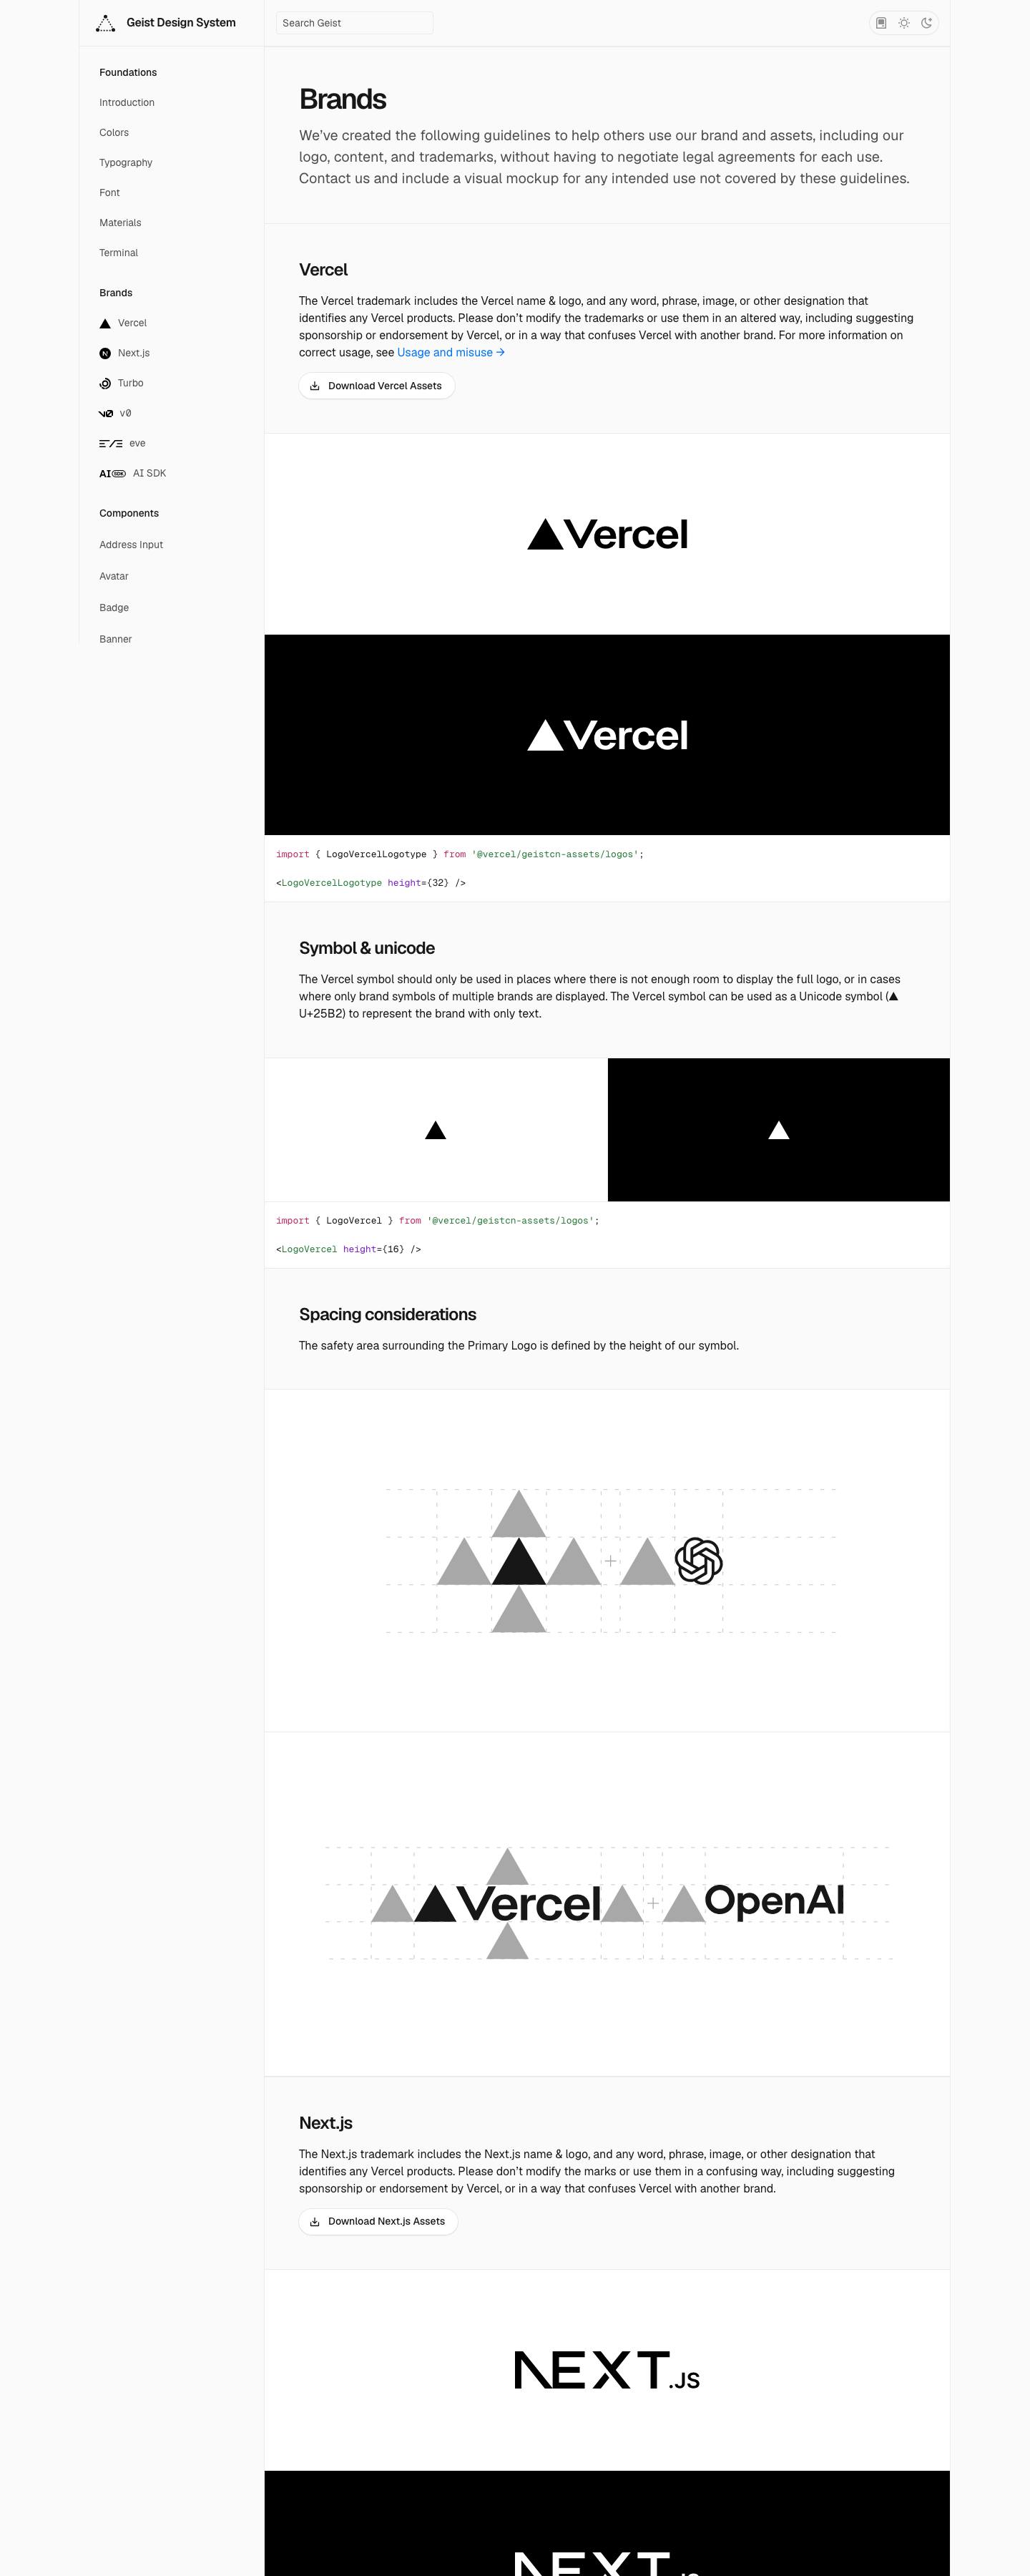 Geist Design System
Search Geist
Foundations
Introduction
Colors
Typography
Font
Materials
Terminal
Brands
Vercel
Next.js
Turbo
v0
eve
AI SDK
Components
Address Input
Avatar
Badge
Banner
Brands
We’ve created the following guidelines to help others use our brand and assets, including our
logo, content, and trademarks, without having to negotiate legal agreements for each use.
Contact us and include a visual mockup for any intended use not covered by these guidelines.
Vercel
The Vercel trademark includes the Vercel name & logo, and any word, phrase, image, or other designation that
identifies any Vercel products. Please don’t modify the trademarks or use them in an altered way, including suggesting
sponsorship or endorsement by Vercel, or in a way that confuses Vercel with another brand. For more information on
correct usage, see Usage and misuse →
Download Vercel Assets
▲Vercel
▲Vercel
import { LogoVercelLogotype } from '@vercel/geistcn-assets/logos';
<LogoVercelLogotype height={32} />
Symbol & unicode
The Vercel symbol should only be used in places where there is not enough room to display the full logo, or in cases
where only brand symbols of multiple brands are displayed. The Vercel symbol can be used as a Unicode symbol (▲
U+25B2) to represent the brand with only text.
import { LogoVercel } from '@vercel/geistcn-assets/logos';
<LogoVercel height={16} />
Spacing considerations
The safety area surrounding the Primary Logo is defined by the height of our symbol.
Vercel + OpenAI
Next.js
The Next.js trademark includes the Next.js name & logo, and any word, phrase, image, or other designation that
identifies any Vercel products. Please don’t modify the marks or use them in a confusing way, including suggesting
sponsorship or endorsement by Vercel, or in a way that confuses Vercel with another brand.
Download Next.js Assets
NEXT.JS
NEXT.JS